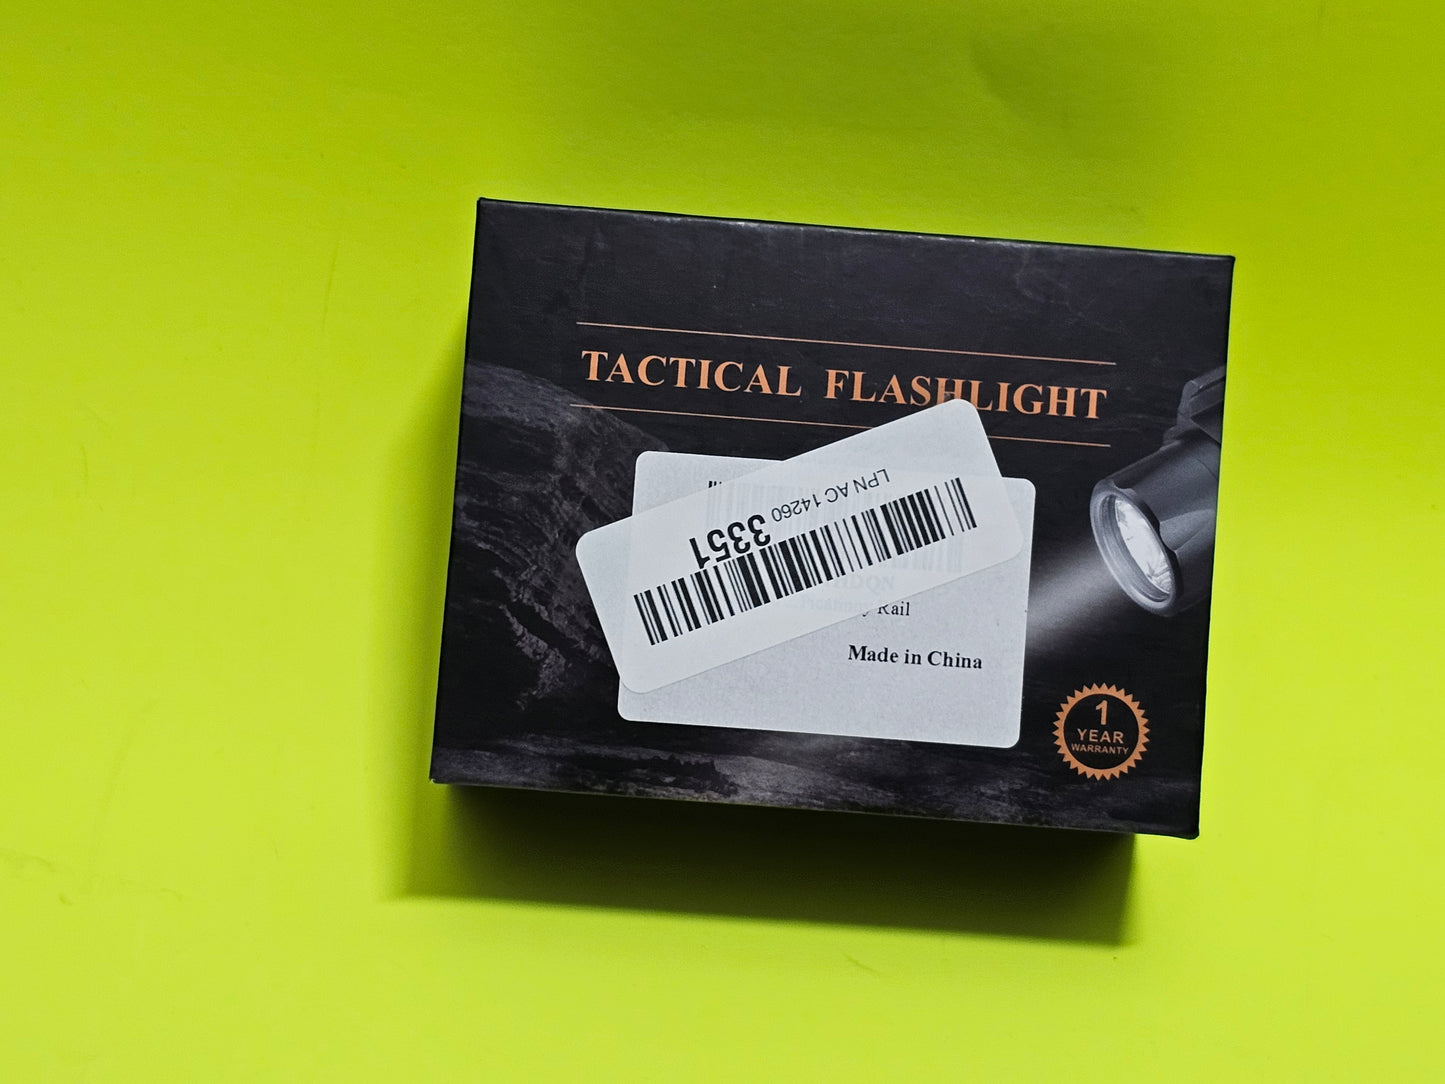 TACTICAL FLASHLIGHT
LPN AC 14260
3351
Rail
Made in China
1
YEAR
WARRANTY